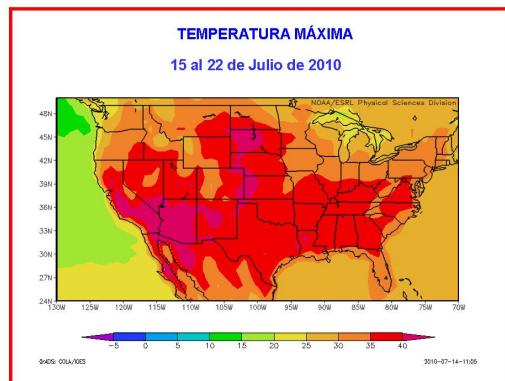 TEMPERATURA MÁXIMA
15 al 22 de Julio de 2010
NOAA/ESRL Physical Sciences Division
48N
45N
42N
39N
36N
33N
30N
27N
24N
130W 125W 120W 115W 110W 105W 100W 95W 90W 85W 80W 75W 70W
-5 0 5 10 15 20 25 30 35 40
GrADS: COLA/IGES 2010-07-14-11:05